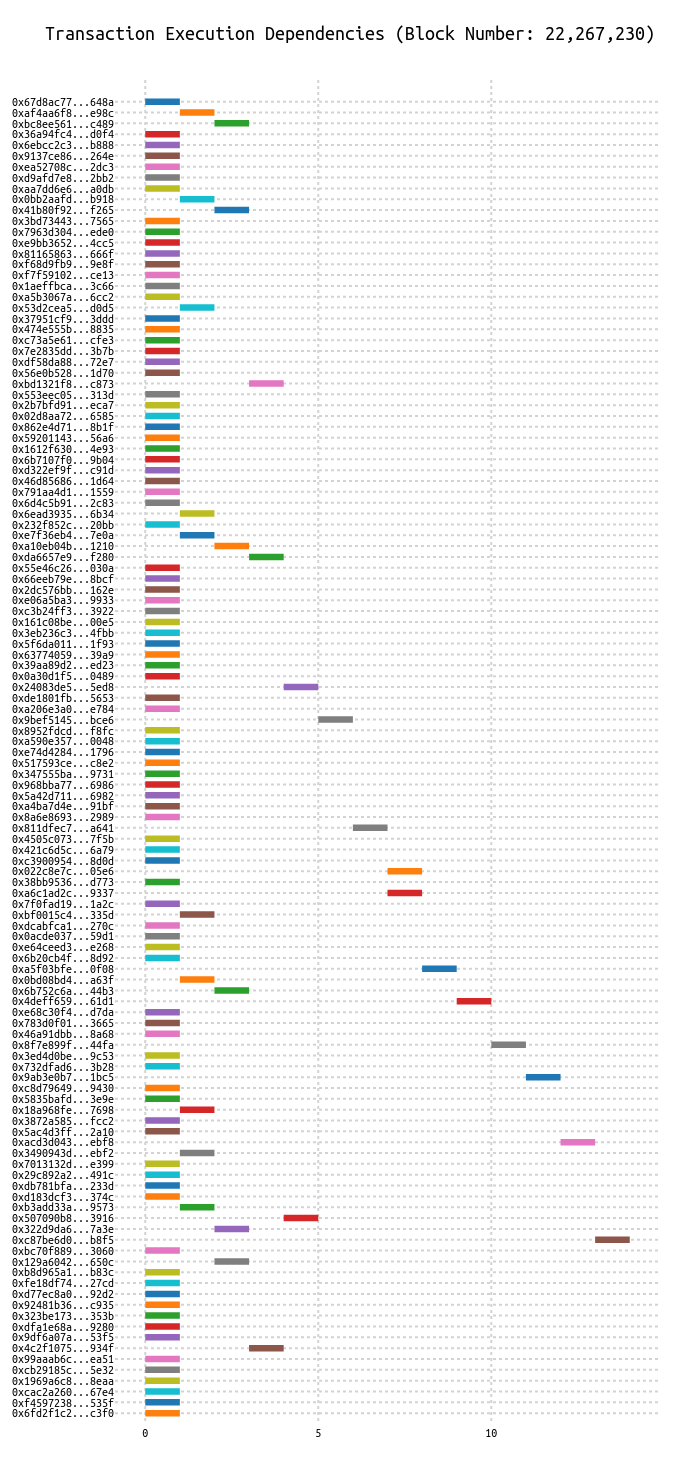 Transaction Execution Dependencies (Block Number: 22,267,230)
0x67d8ac77...648a
0xaf4aa6f8...e98c
0xbc8ee561...c489
0x36a94fc4...d0f4
0x6ebcc2c3...b888
0x9137ce86...264e
0xea52708c...2dc3
0xd9afd7e8...2bb2
0xaa7dd6e6...a0db
0x0bb2aafd...b918
0x41b80f92...f265
0x3bd73443...7565
0x7963d304...ede0
0xe9bb3652...4cc5
0x81165863...666f
0xf68d9fb9...9e8f
0xf7f59102...ce13
0x1aeffbca...3c66
0xa5b3067a...6cc2
0x53d2cea5...d0d5
0x37951cf9...3ddd
0x474e555b...8835
0xc73a5e61...cfe3
0x7e2835dd...3b7b
0xdf58da88...72e7
0x56e0b528...1d70
0xbd1321f8...c873
0x553eec05...313d
0x2b7bfd91...eca7
0x02d8aa72...6585
0x862e4d71...8b1f
0x59201143...56a6
0x1612f630...4e93
0x6b7107f0...9b04
0xd322ef9f...c91d
0x46d85686...1d64
0x791aa4d1...1559
0x6d4c5b91...2c83
0x6ead3935...6b34
0x232f852c...20bb
0xe7f36eb4...7e0a
0xa10eb04b...1210
0xda6657e9...f280
0x55e46c26...030a
0x66eeb79e...8bcf
0x2dc576bb...162e
0xe06a5ba3...9933
0xc3b24ff3...3922
0x161c08be...00e5
0x3eb236c3...4fbb
0x5f6da011...1f93
0x63774059...39a9
0x39aa89d2...ed23
0x0a30d1f5...0489
0x24083de5...5ed8
0xde1801fb...5653
0xa206e3a0...e784
0x9bef5145...bce6
0x8952fdcd...f8fc
0xa590e357...0048
0xe74d4284...1796
0x517593ce...c8e2
0x347555ba...9731
0x968bba77...6986
0x5a42d711...6982
0xa4ba7d4e...91bf
0x8a6e8693...2989
0x811dfec7...a641
0x4505c073...7f5b
0x421c6d5c...6a79
0xc3900954...8d0d
0x022c8e7c...05e6
0x38bb9536...d773
0xa6c1ad2c...9337
0x7f0fad19...1a2c
0xbf0015c4...335d
0xdcabfca1...270c
0x0acde037...59d1
0xe64ceed3...e268
0x6b20cb4f...8d92
0xa5f03bfe...0f08
0x0bd08bd4...a63f
0x6b752c6a...44b3
0x4deff659...61d1
0xe68c30f4...d7da
0x783d0f01...3665
0x46a91dbb...8a68
0x8f7e899f...44fa
0x3ed4d0be...9c53
0x732dfad6...3b28
0x9ab3e0b7...1bc5
0xc8d79649...9430
0x5835bafd...3e9e
0x18a968fe...7698
0x3872a585...fcc2
0x5ac4d3ff...2a10
0xacd3d043...ebf8
0x3490943d...ebf2
0x7013132d...e399
0x29c892a2...491c
0xdb781bfa...233d
0xd183dcf3...374c
0xb3add33a...9573
0x507090b8...3916
0x322d9da6...7a3e
0xc87be6d0...b8f5
0xbc70f889...3060
0x129a6042...650c
0xb8d965a1...b83c
0xfe18df74...27cd
0xd77ec8a0...92d2
0x92481b36...c935
0x323be173...353b
0xdfa1e68a...9280
0x9df6a07a...53f5
0x4c2f1075...934f
0x99aaab6c...ea51
0xcb29185c...5e32
0x1969a6c8...8eaa
0xcac2a260...67e4
0xf4597238...535f
0x6fd2f1c2...c3f0
0 5 10